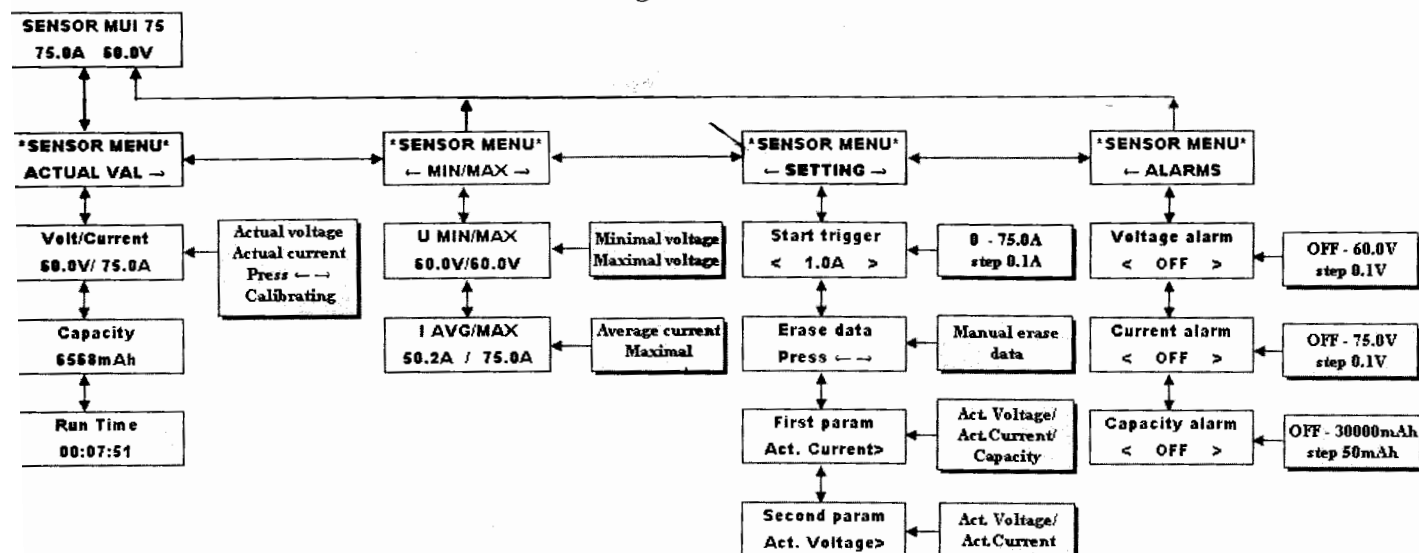 SENSOR MUI 75
75.0A 60.0V
*SENSOR MENU*
ACTUAL VAL →
*SENSOR MENU*
← MIN/MAX →
*SENSOR MENU*
← SETTING →
*SENSOR MENU*
← ALARMS
Volt/Current
60.0V/ 75.0A
Actual voltage
Actual current
Press ← →
Calibrating
Capacity
6568mAh
Run Time
00:07:51
U MIN/MAX
60.0V/60.0V
Minimal voltage
Maximal voltage
I AVG/MAX
50.2A / 75.0A
Average current
Maximal
Start trigger
< 1.0A >
0 - 75.0A
step 0.1A
Erase data
Press ← →
Manual erase
data
First param
Act. Current>
Act. Voltage/
Act.Current/
Capacity
Second param
Act. Voltage>
Act. Voltage/
Act.Current
Voltage alarm
< OFF >
OFF - 60.0V
step 0.1V
Current alarm
< OFF >
OFF - 75.0V
step 0.1V
Capacity alarm
< OFF >
OFF - 30000mAh
step 50mAh